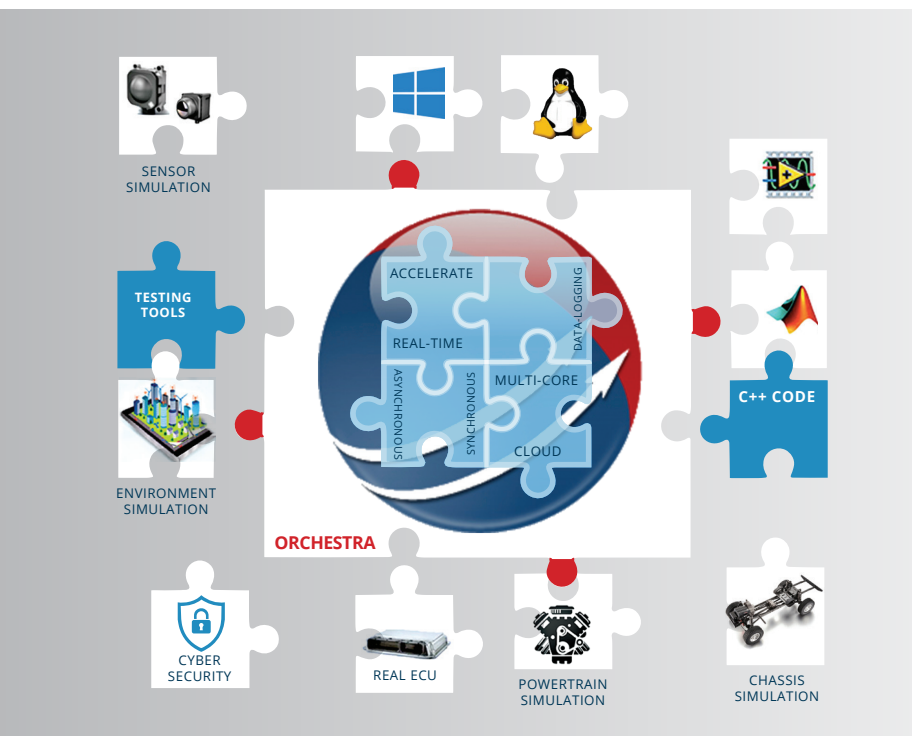 SENSOR
SIMULATION
TESTING
TOOLS
ACCELERATE
DATA-LOGGING
REAL-TIME
ASYNCHRONOUS
SYNCHRONOUS
MULTI-CORE
CLOUD
C++ CODE
ENVIRONMENT
SIMULATION
ORCHESTRA
CYBER
SECURITY
REAL ECU
POWERTRAIN
SIMULATION
CHASSIS
SIMULATION